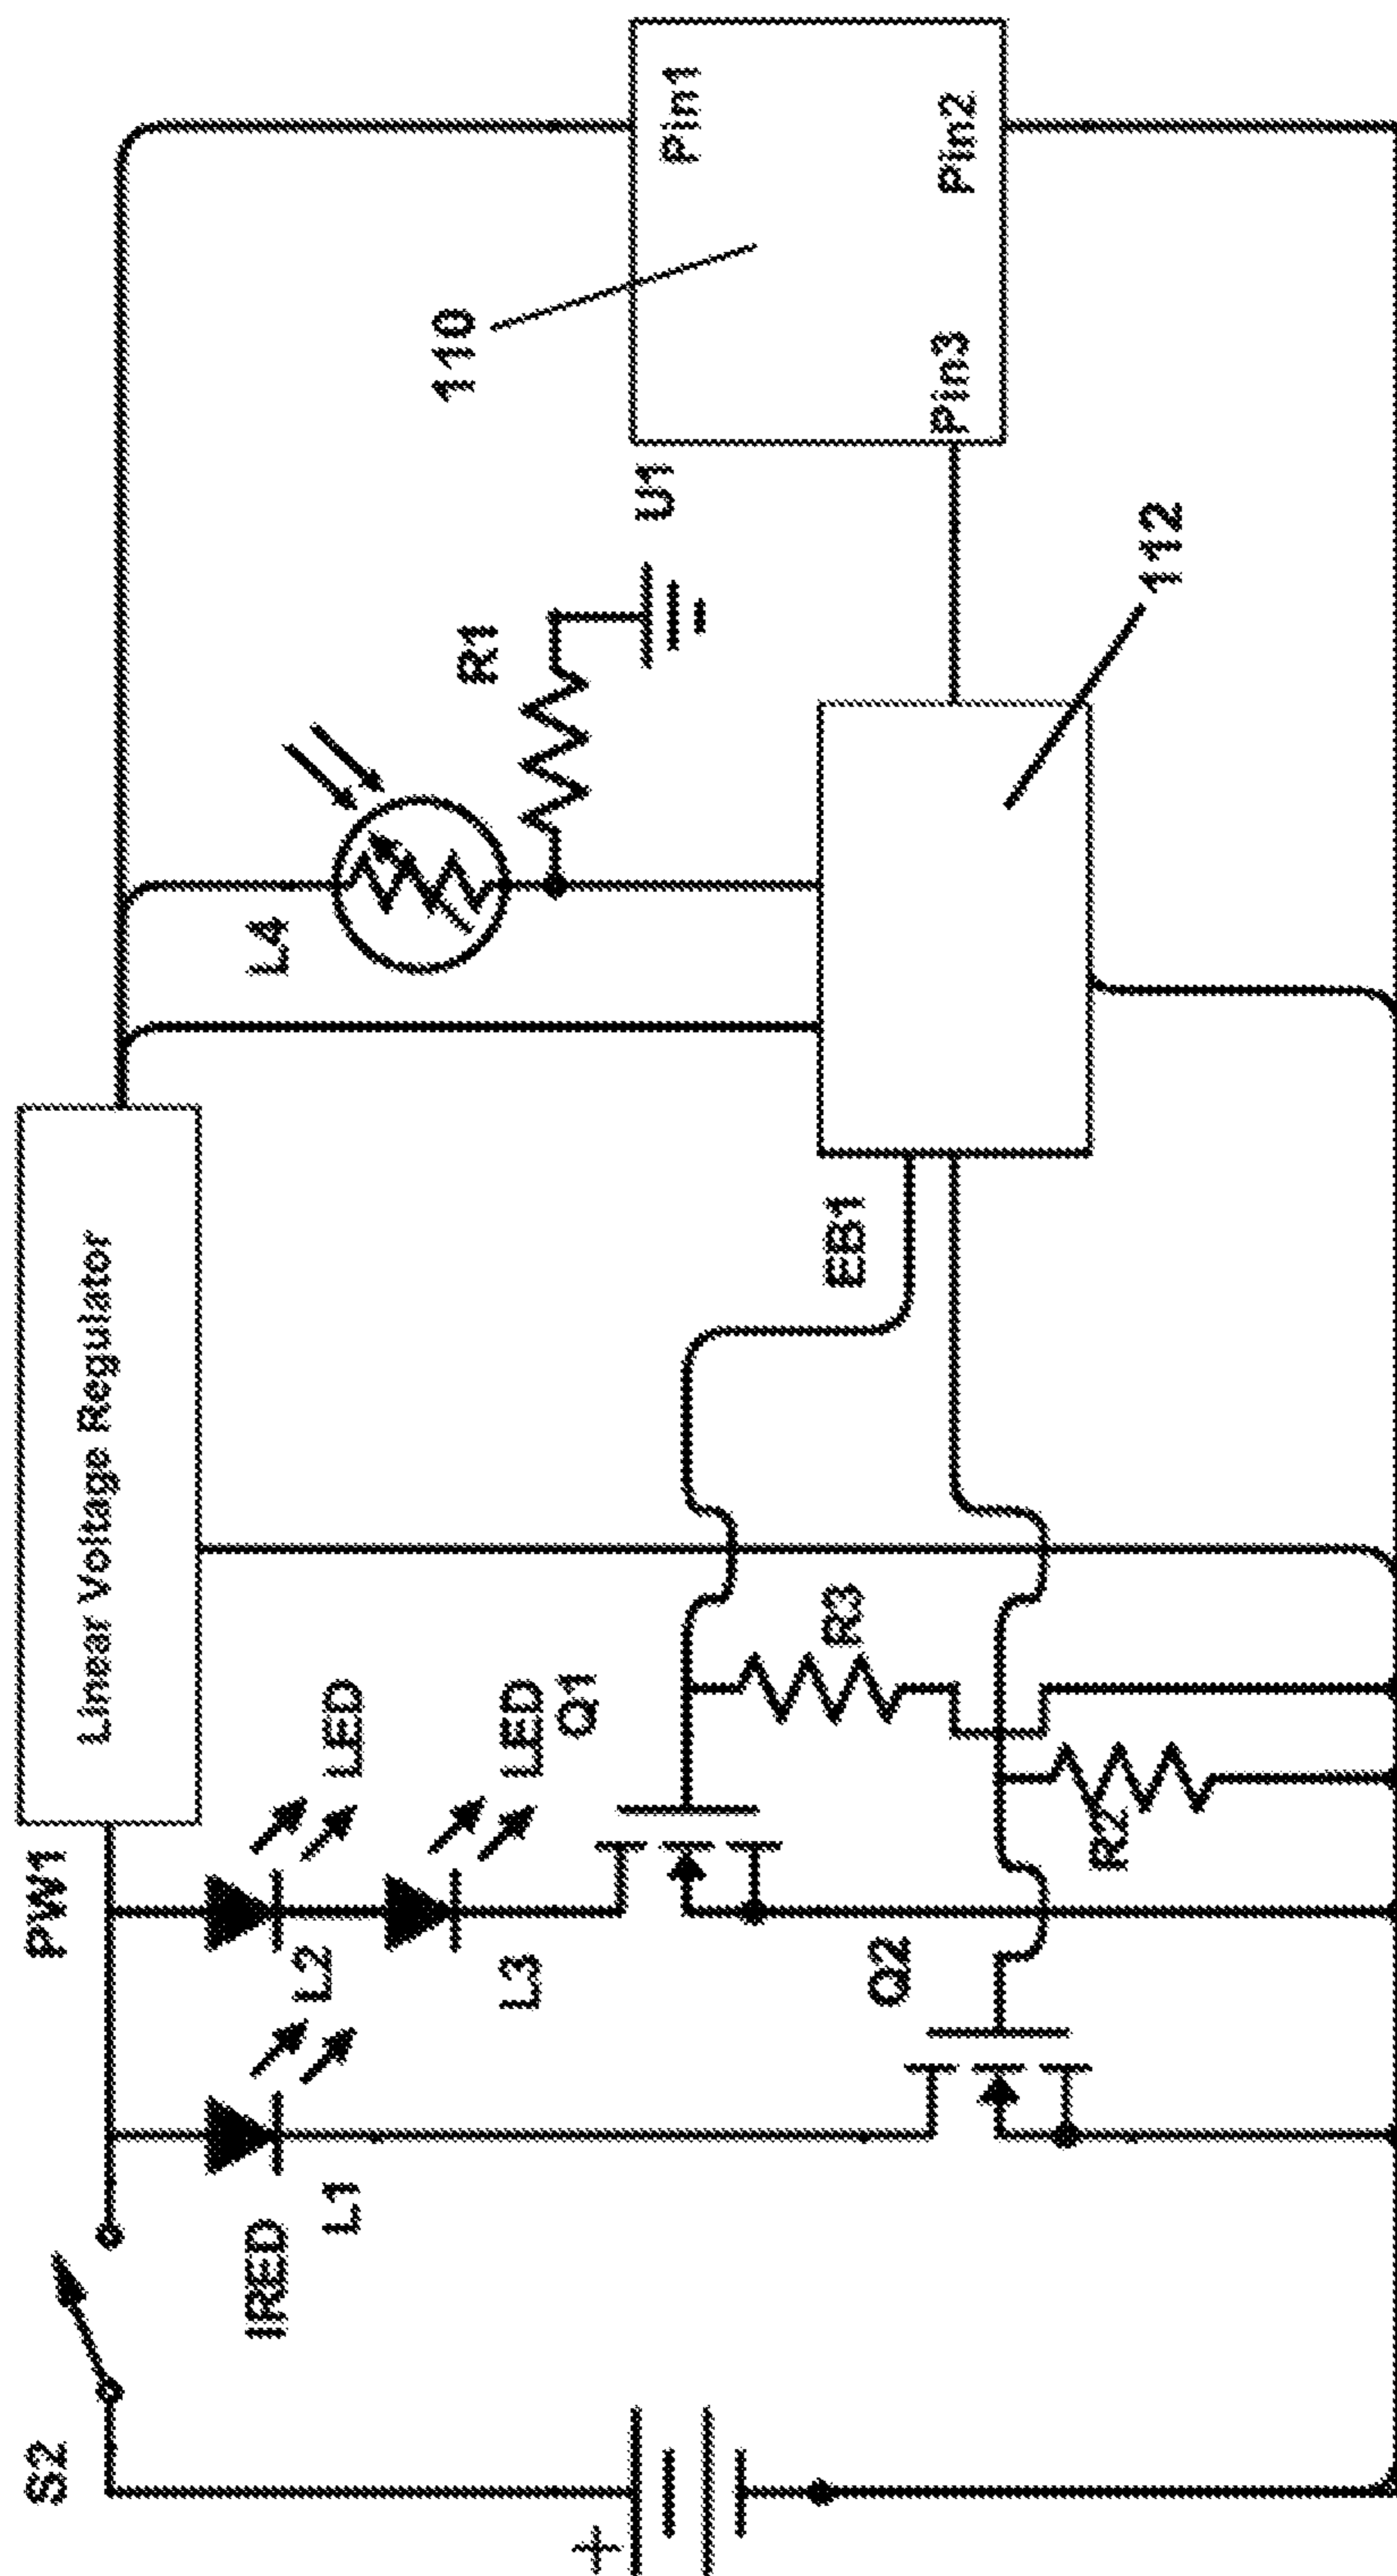 S2
PW1
Linear Voltage Regulator
IRED
L1
L2
LED
L3
LED
Q1
Q2
R3
R2
EB1
L4
R1
U1
110
112
Pin1
Pin2
Pin3
+